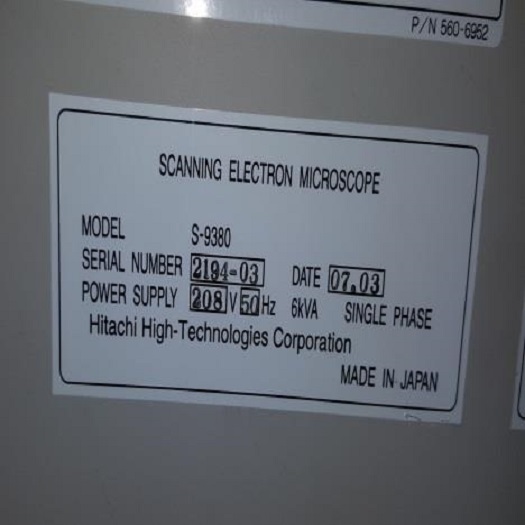 P/N 560-6952
SCANNING ELECTRON MICROSCOPE
MODEL S-9380
SERIAL NUMBER 2194-03 DATE 07.03
POWER SUPPLY 208 V 50 Hz 6kVA SINGLE PHASE
Hitachi High-Technologies Corporation
MADE IN JAPAN